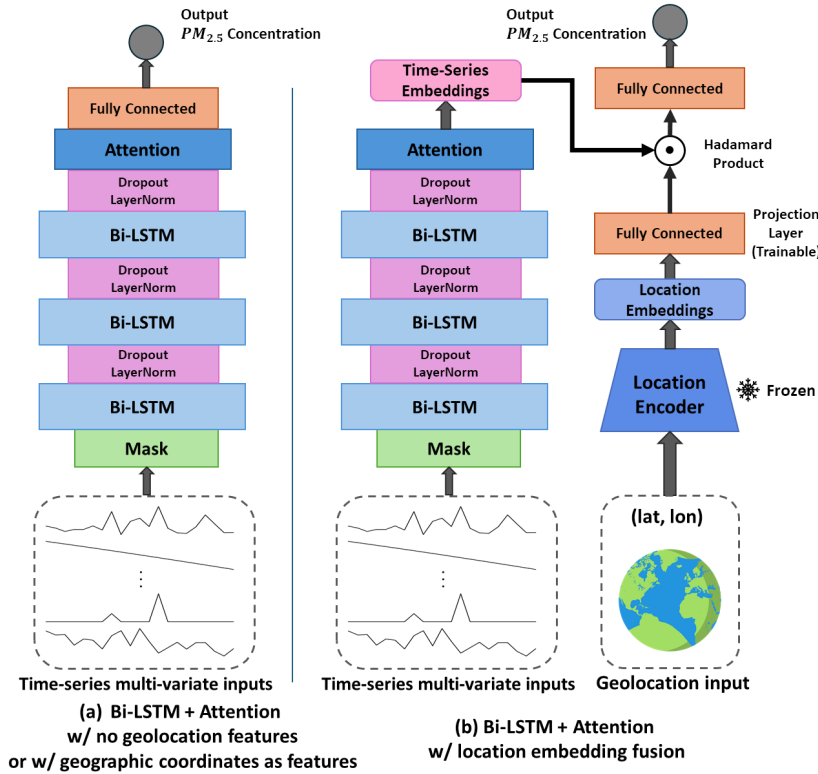 Output
PM2.5 Concentration
Fully Connected
Attention
Dropout
LayerNorm
Bi-LSTM
Dropout
LayerNorm
Bi-LSTM
Dropout
LayerNorm
Bi-LSTM
Mask
Time-series multi-variate inputs
(a) Bi-LSTM + Attention
w/ no geolocation features
or w/ geographic coordinates as features
Time-Series
Embeddings
Attention
Dropout
LayerNorm
Bi-LSTM
Dropout
LayerNorm
Bi-LSTM
Dropout
LayerNorm
Bi-LSTM
Mask
Time-series multi-variate inputs
Output
PM2.5 Concentration
Fully Connected
Hadamard
Product
Fully Connected
Projection
Layer
(Trainable)
Location
Embeddings
Location
Encoder
Frozen
(lat, lon)
Geolocation input
(b) Bi-LSTM + Attention
w/ location embedding fusion